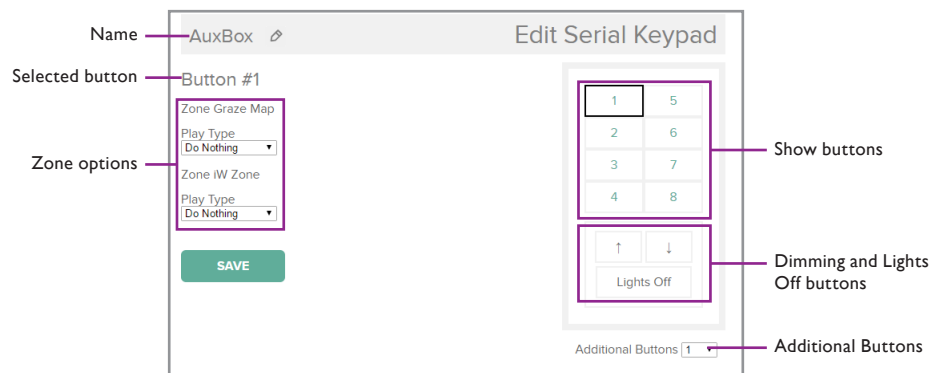 Name
AuxBox
Edit Serial Keypad
Selected button
Button #1
Zone options
Zone Graze Map
Play Type
Do Nothing
Zone iW Zone
Play Type
Do Nothing
SAVE
1 5
2 6
3 7
4 8
Show buttons
↑ ↓
Lights Off
Dimming and Lights
Off buttons
Additional Buttons 1
Additional Buttons